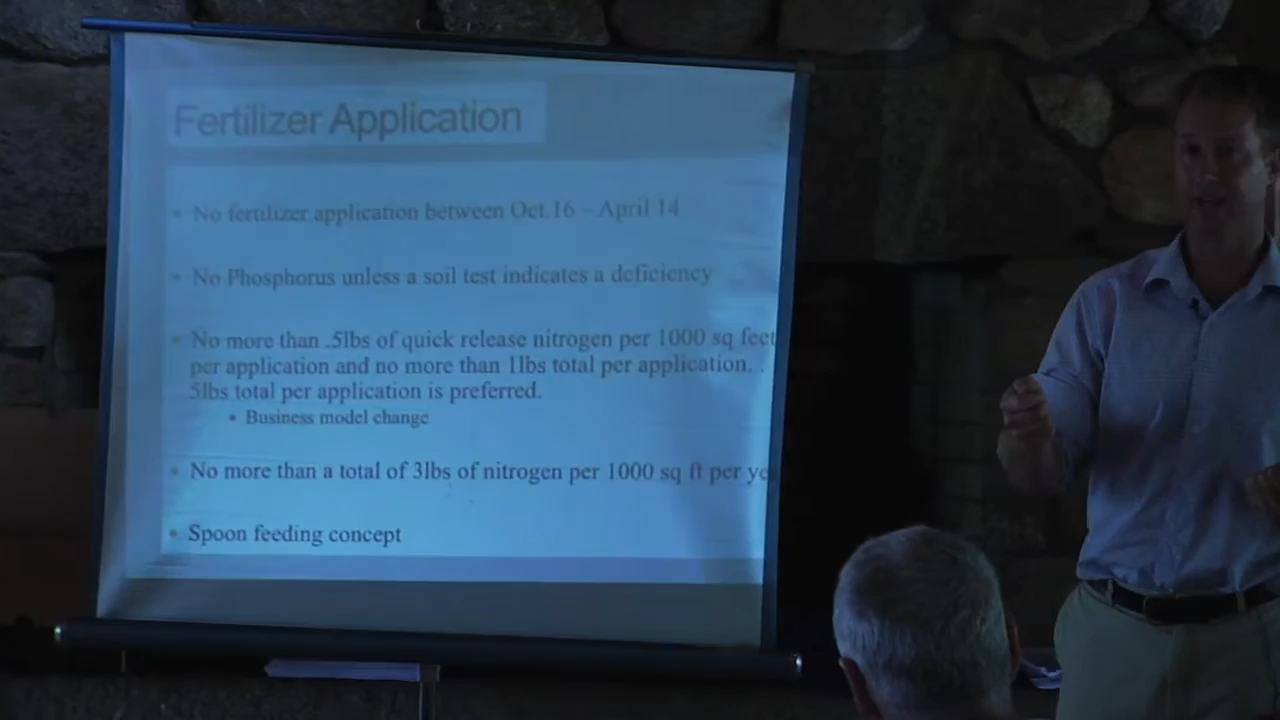 Fertilizer Application
• No fertilizer application between Oct 16 – April 14
• No Phosphorus unless a soil test indicates a deficiency
• No more than .5lbs of quick release nitrogen per 1000 sq feet
per application and no more than 1lbs total per application. .
5lbs total per application is preferred.
• Business model change
• No more than a total of 3lbs of nitrogen per 1000 sq ft per ye
• Spoon feeding concept